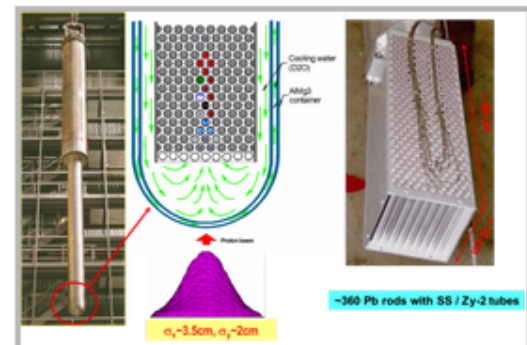 Cooling water
(D2O)
AlMg3
container
Proton beam
σx~3.5cm, σy~2cm
~360 Pb rods with SS / Zy-2 tubes